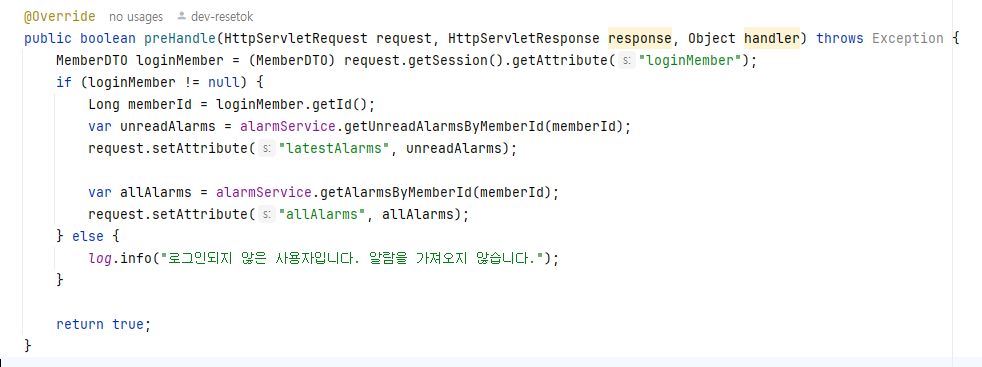 @Override no usages dev-resetok
public boolean preHandle(HttpServletRequest request, HttpServletResponse response, Object handler) throws Exception {
MemberDTO loginMember = (MemberDTO) request.getSession().getAttribute( s: "loginMember");
if (loginMember != null) {
Long memberId = loginMember.getId();
var unreadAlarms = alarmService.getUnreadAlarmsByMemberId(memberId);
request.setAttribute( s: "latestAlarms", unreadAlarms);
var allAlarms = alarmService.getAlarmsByMemberId(memberId);
request.setAttribute( s: "allAlarms", allAlarms);
} else {
log.info("로그인되지 않은 사용자입니다. 알람을 가져오지 않습니다.");
}
return true;
}